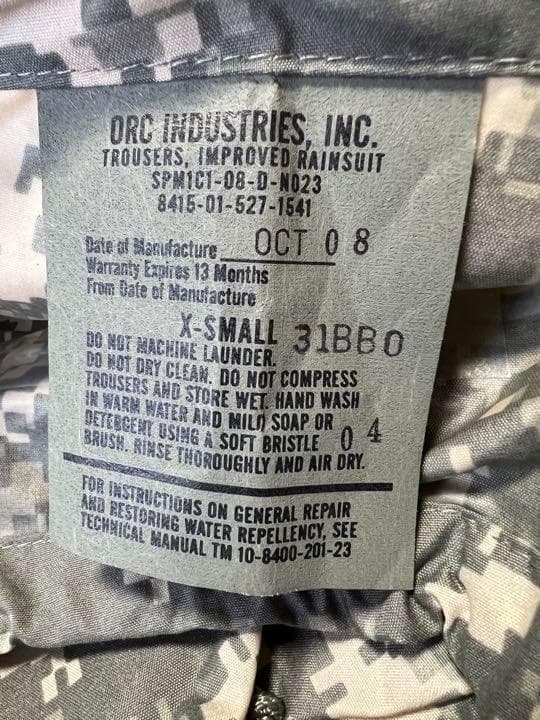 ORC INDUSTRIES, INC.
TROUSERS, IMPROVED RAINSUIT
SPM1C1-08-D-N023
8415-01-527-1541
Date of Manufacture OCT 08
Warranty Expires 13 Months
From Date of Manufacture
X-SMALL 31BBO
DO NOT MACHINE LAUNDER.
DO NOT DRY CLEAN. DO NOT COMPRESS
TROUSERS AND STORE WET. HAND WASH
IN WARM WATER AND MILD SOAP OR
DETERGENT USING A SOFT BRISTLE 04
BRUSH. RINSE THOROUGHLY AND AIR DRY.
FOR INSTRUCTIONS ON GENERAL REPAIR
AND RESTORING WATER REPELLENCY, SEE
TECHNICAL MANUAL TM 10-8400-201-23